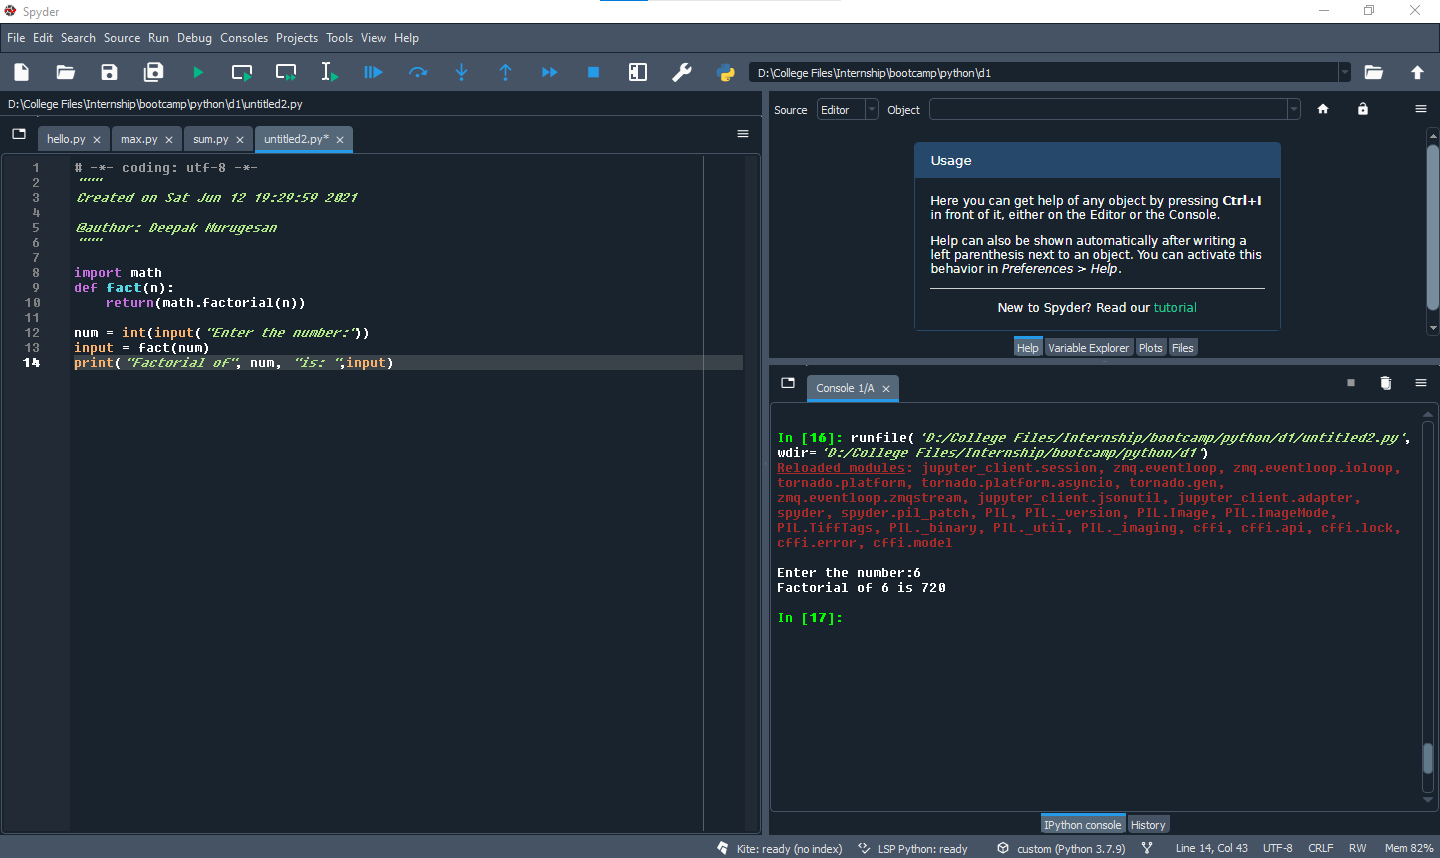 Spyder
File Edit Search Source Run Debug Consoles Projects Tools View Help
D:\College Files\Internship\bootcamp\python\d1
D:\College Files\Internship\bootcamp\python\d1\untitled2.py
hello.py max.py sum.py untitled2.py*
1 # -*- coding: utf-8 -*-
2 """
3 Created on Sat Jun 12 19:29:59 2021
4
5 @author: Deepak Murugesan
6 """
7
8 import math
9 def fact(n):
10     return(math.factorial(n))
11
12 num = int(input("Enter the number:"))
13 input = fact(num)
14 print("Factorial of", num, "is: ",input)
Source Editor Object
Usage
Here you can get help of any object by pressing Ctrl+I
in front of it, either on the Editor or the Console.
Help can also be shown automatically after writing a
left parenthesis next to an object. You can activate this
behavior in Preferences > Help.
New to Spyder? Read our tutorial
Help Variable Explorer Plots Files
Console 1/A
In [16]: runfile('D:/College Files/Internship/bootcamp/python/d1/untitled2.py',
wdir='D:/College Files/Internship/bootcamp/python/d1')
Reloaded modules: jupyter_client.session, zmq.eventloop, zmq.eventloop.ioloop,
tornado.platform, tornado.platform.asyncio, tornado.gen,
zmq.eventloop.zmqstream, jupyter_client.jsonutil, jupyter_client.adapter,
spyder, spyder.pil_patch, PIL, PIL._version, PIL.Image, PIL.ImageMode,
PIL.TiffTags, PIL._binary, PIL._util, PIL._imaging, cffi, cffi.api, cffi.lock,
cffi.error, cffi.model
Enter the number:6
Factorial of 6 is 720
In [17]:
IPython console History
Kite: ready (no index) LSP Python: ready custom (Python 3.7.9) Line 14, Col 43 UTF-8 CRLF RW Mem 82%